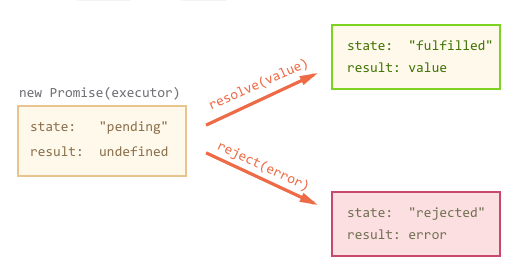 new Promise(executor)
state: "pending"
result: undefined
resolve(value)
reject(error)
state: "fulfilled"
result: value
state: "rejected"
result: error